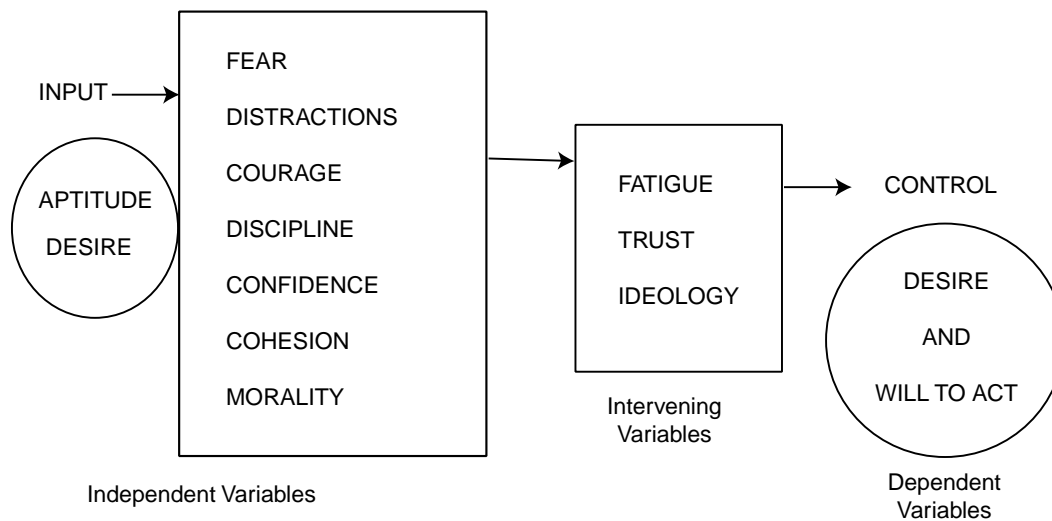 INPUT
APTITUDE
DESIRE
FEAR
DISTRACTIONS
COURAGE
DISCIPLINE
CONFIDENCE
COHESION
MORALITY
Independent Variables
FATIGUE
TRUST
IDEOLOGY
Intervening
Variables
CONTROL
DESIRE
AND
WILL TO ACT
Dependent
Variables